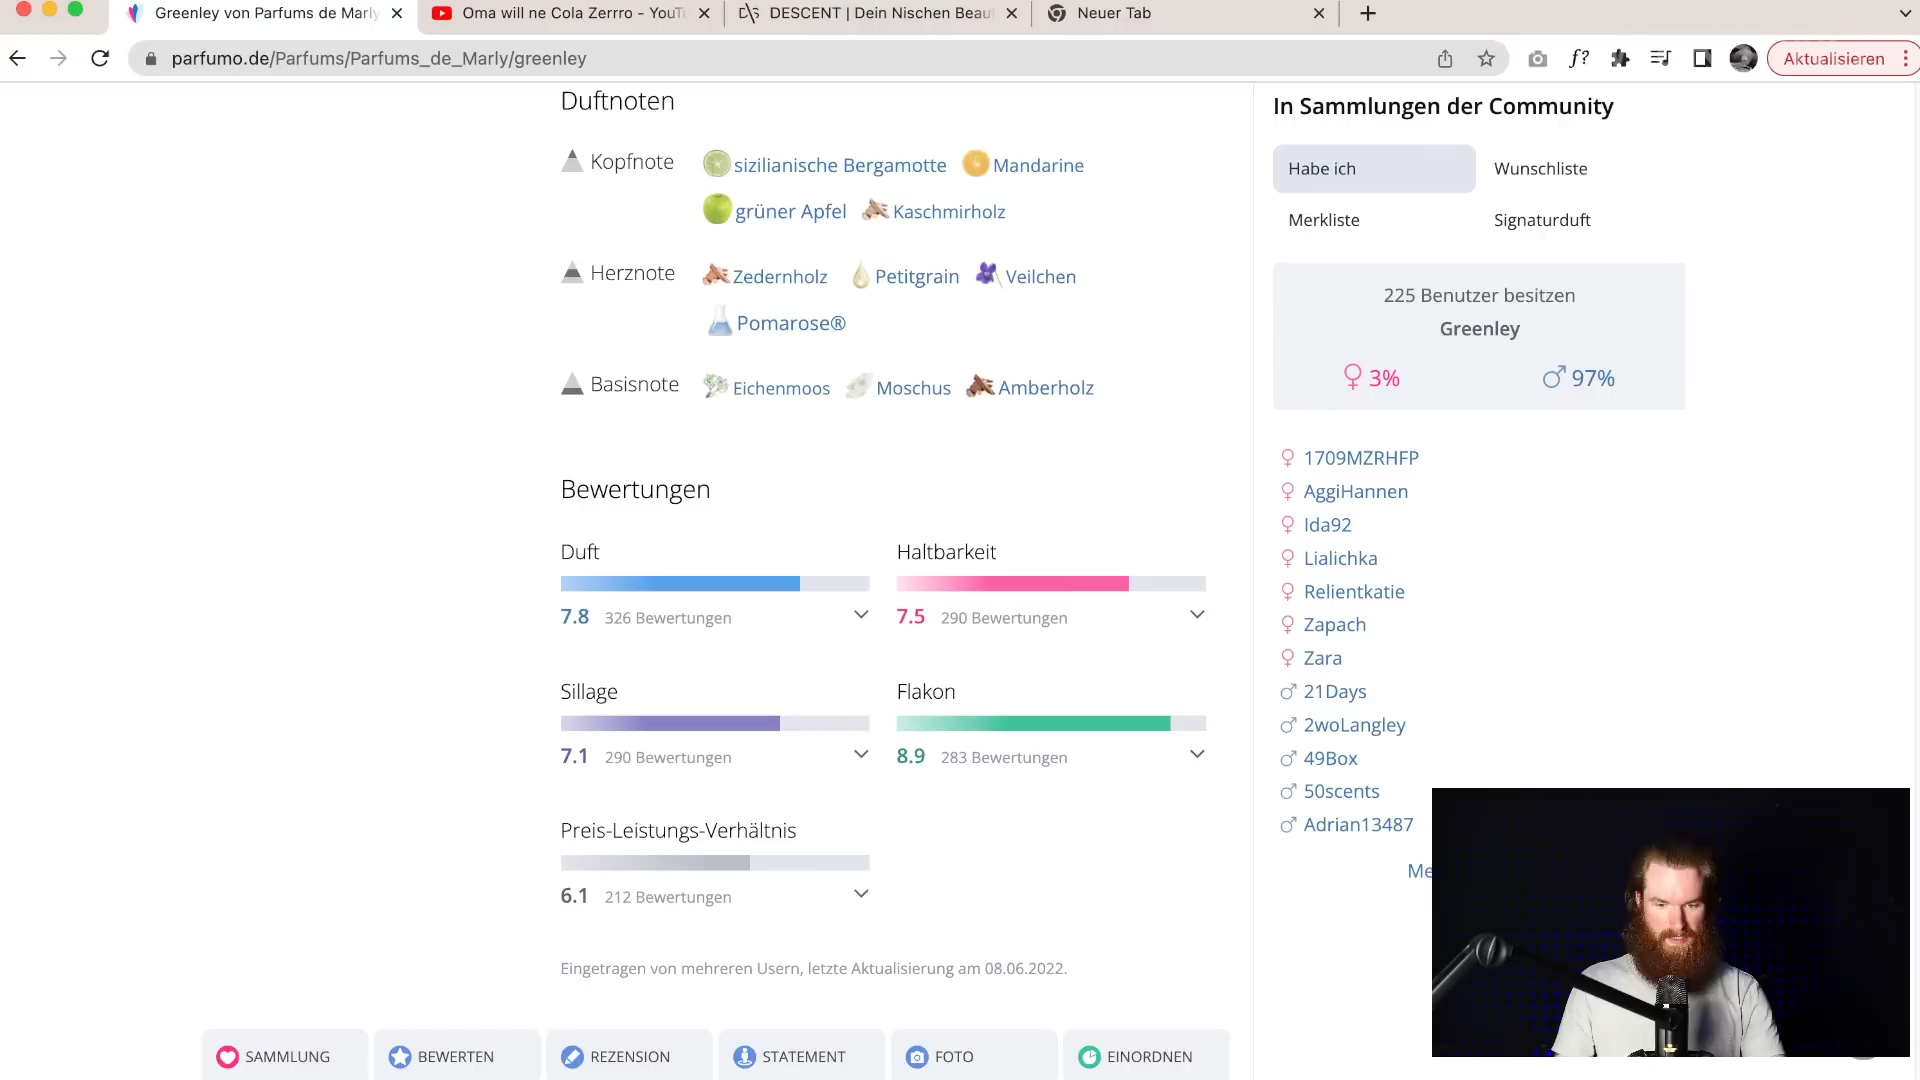 Greenley von Parfums de Marly
Oma will ne Cola Zerrro - YouT
DESCENT | Dein Nischen Beau
Neuer Tab
parfumo.de/Parfums/Parfums_de_Marly/greenley
f?
Aktualisieren
Duftnoten
Kopfnote
sizilianische Bergamotte
Mandarine
grüner Apfel
Kaschmirholz
Herznote
Zedernholz
Petitgrain
Veilchen
Pomarose®
Basisnote
Eichenmoos
Moschus
Amberholz
Bewertungen
Duft
7.8 326 Bewertungen
Haltbarkeit
7.5 290 Bewertungen
Sillage
7.1 290 Bewertungen
Flakon
8.9 283 Bewertungen
Preis-Leistungs-Verhältnis
6.1 212 Bewertungen
Eingetragen von mehreren Usern, letzte Aktualisierung am 08.06.2022.
SAMMLUNG
BEWERTEN
REZENSION
STATEMENT
FOTO
EINORDNEN
In Sammlungen der Community
Habe ich
Wunschliste
Merkliste
Signaturduft
225 Benutzer besitzen
Greenley
♀ 3%
♂ 97%
♀ 1709MZRHFP
♀ AggiHannen
♀ Ida92
♀ Lialichka
♀ Relientkatie
♀ Zapach
♀ Zara
♂ 21Days
♂ 2woLangley
♂ 49Box
♂ 50scents
♂ Adrian13487
Me